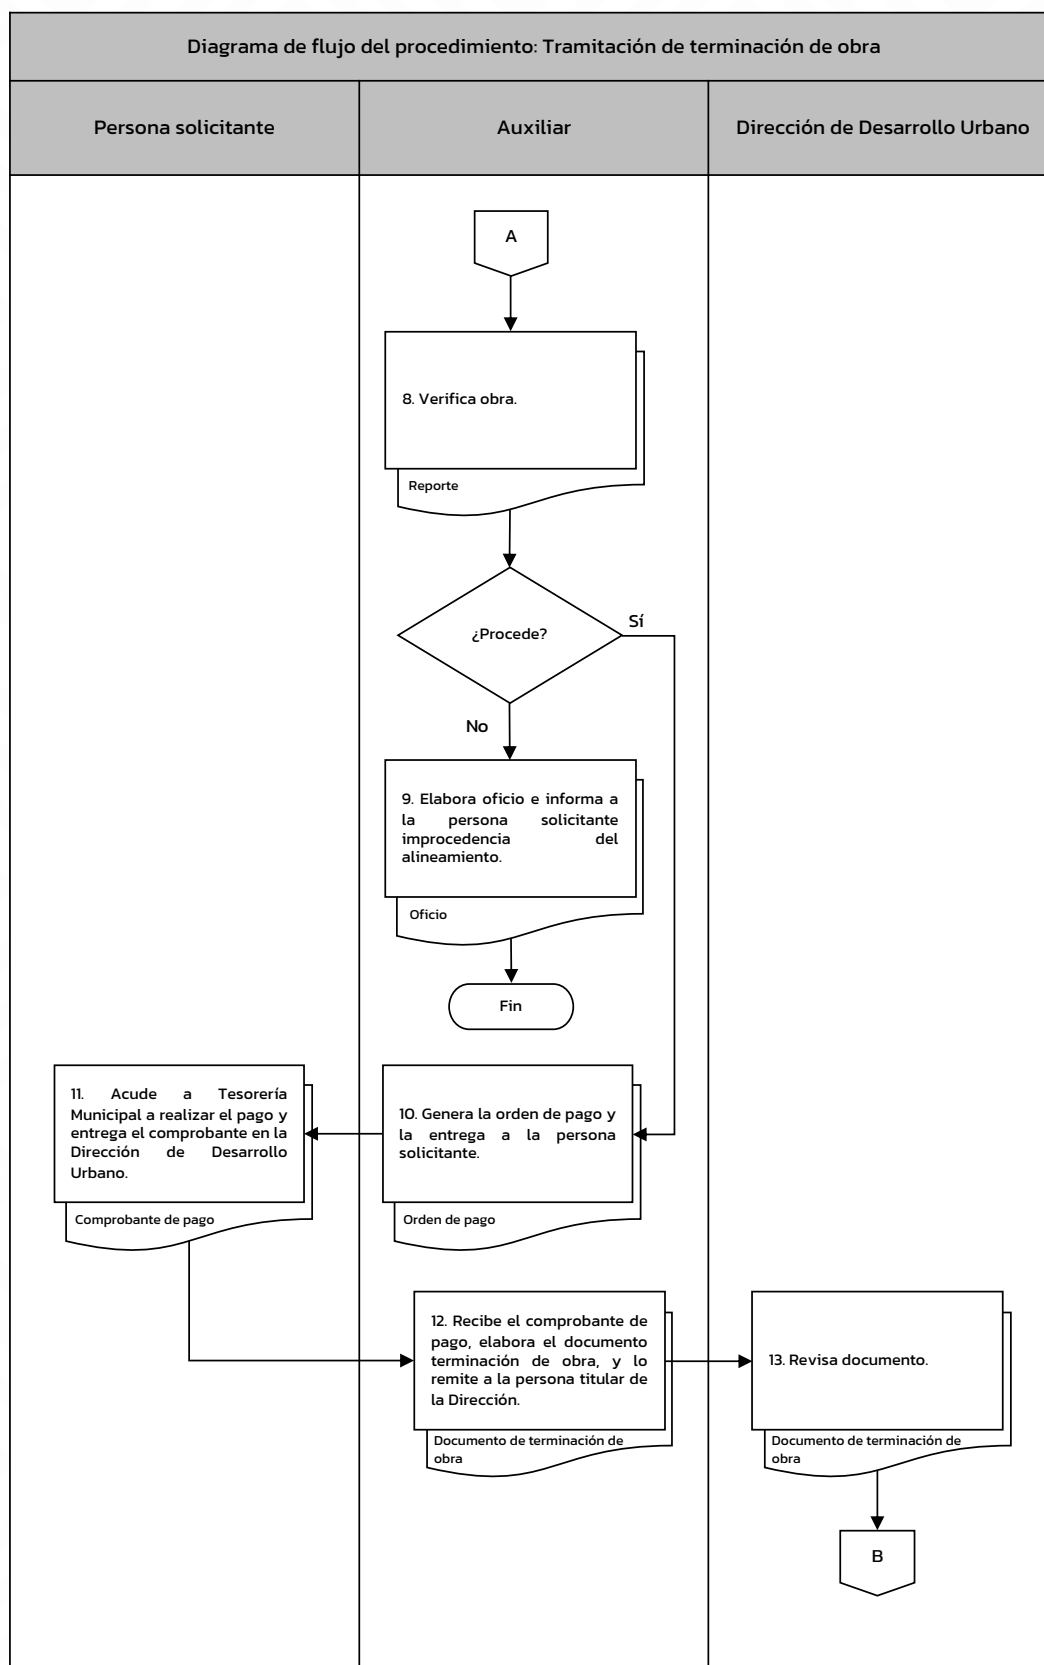 Diagrama de flujo del procedimiento: Tramitación de terminación de obra
Persona solicitante
Auxiliar
Dirección de Desarrollo Urbano
A
8. Verifica obra.
Reporte
¿Procede?
Sí
No
9. Elabora oficio e informa a
la persona solicitante
improcedencia del
alineamiento.
Oficio
Fin
10. Genera la orden de pago y
la entrega a la persona
solicitante.
Orden de pago
11. Acude a Tesorería
Municipal a realizar el pago y
entrega el comprobante en la
Dirección de Desarrollo
Urbano.
Comprobante de pago
12. Recibe el comprobante de
pago, elabora el documento
terminación de obra, y lo
remite a la persona titular de
la Dirección.
Documento de terminación de
obra
13. Revisa documento.
Documento de terminación de
obra
B